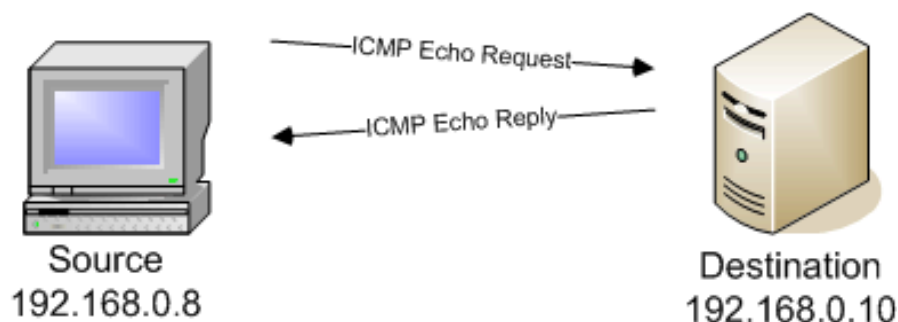 ICMP Echo Request
ICMP Echo Reply
Source
192.168.0.8
Destination
192.168.0.10